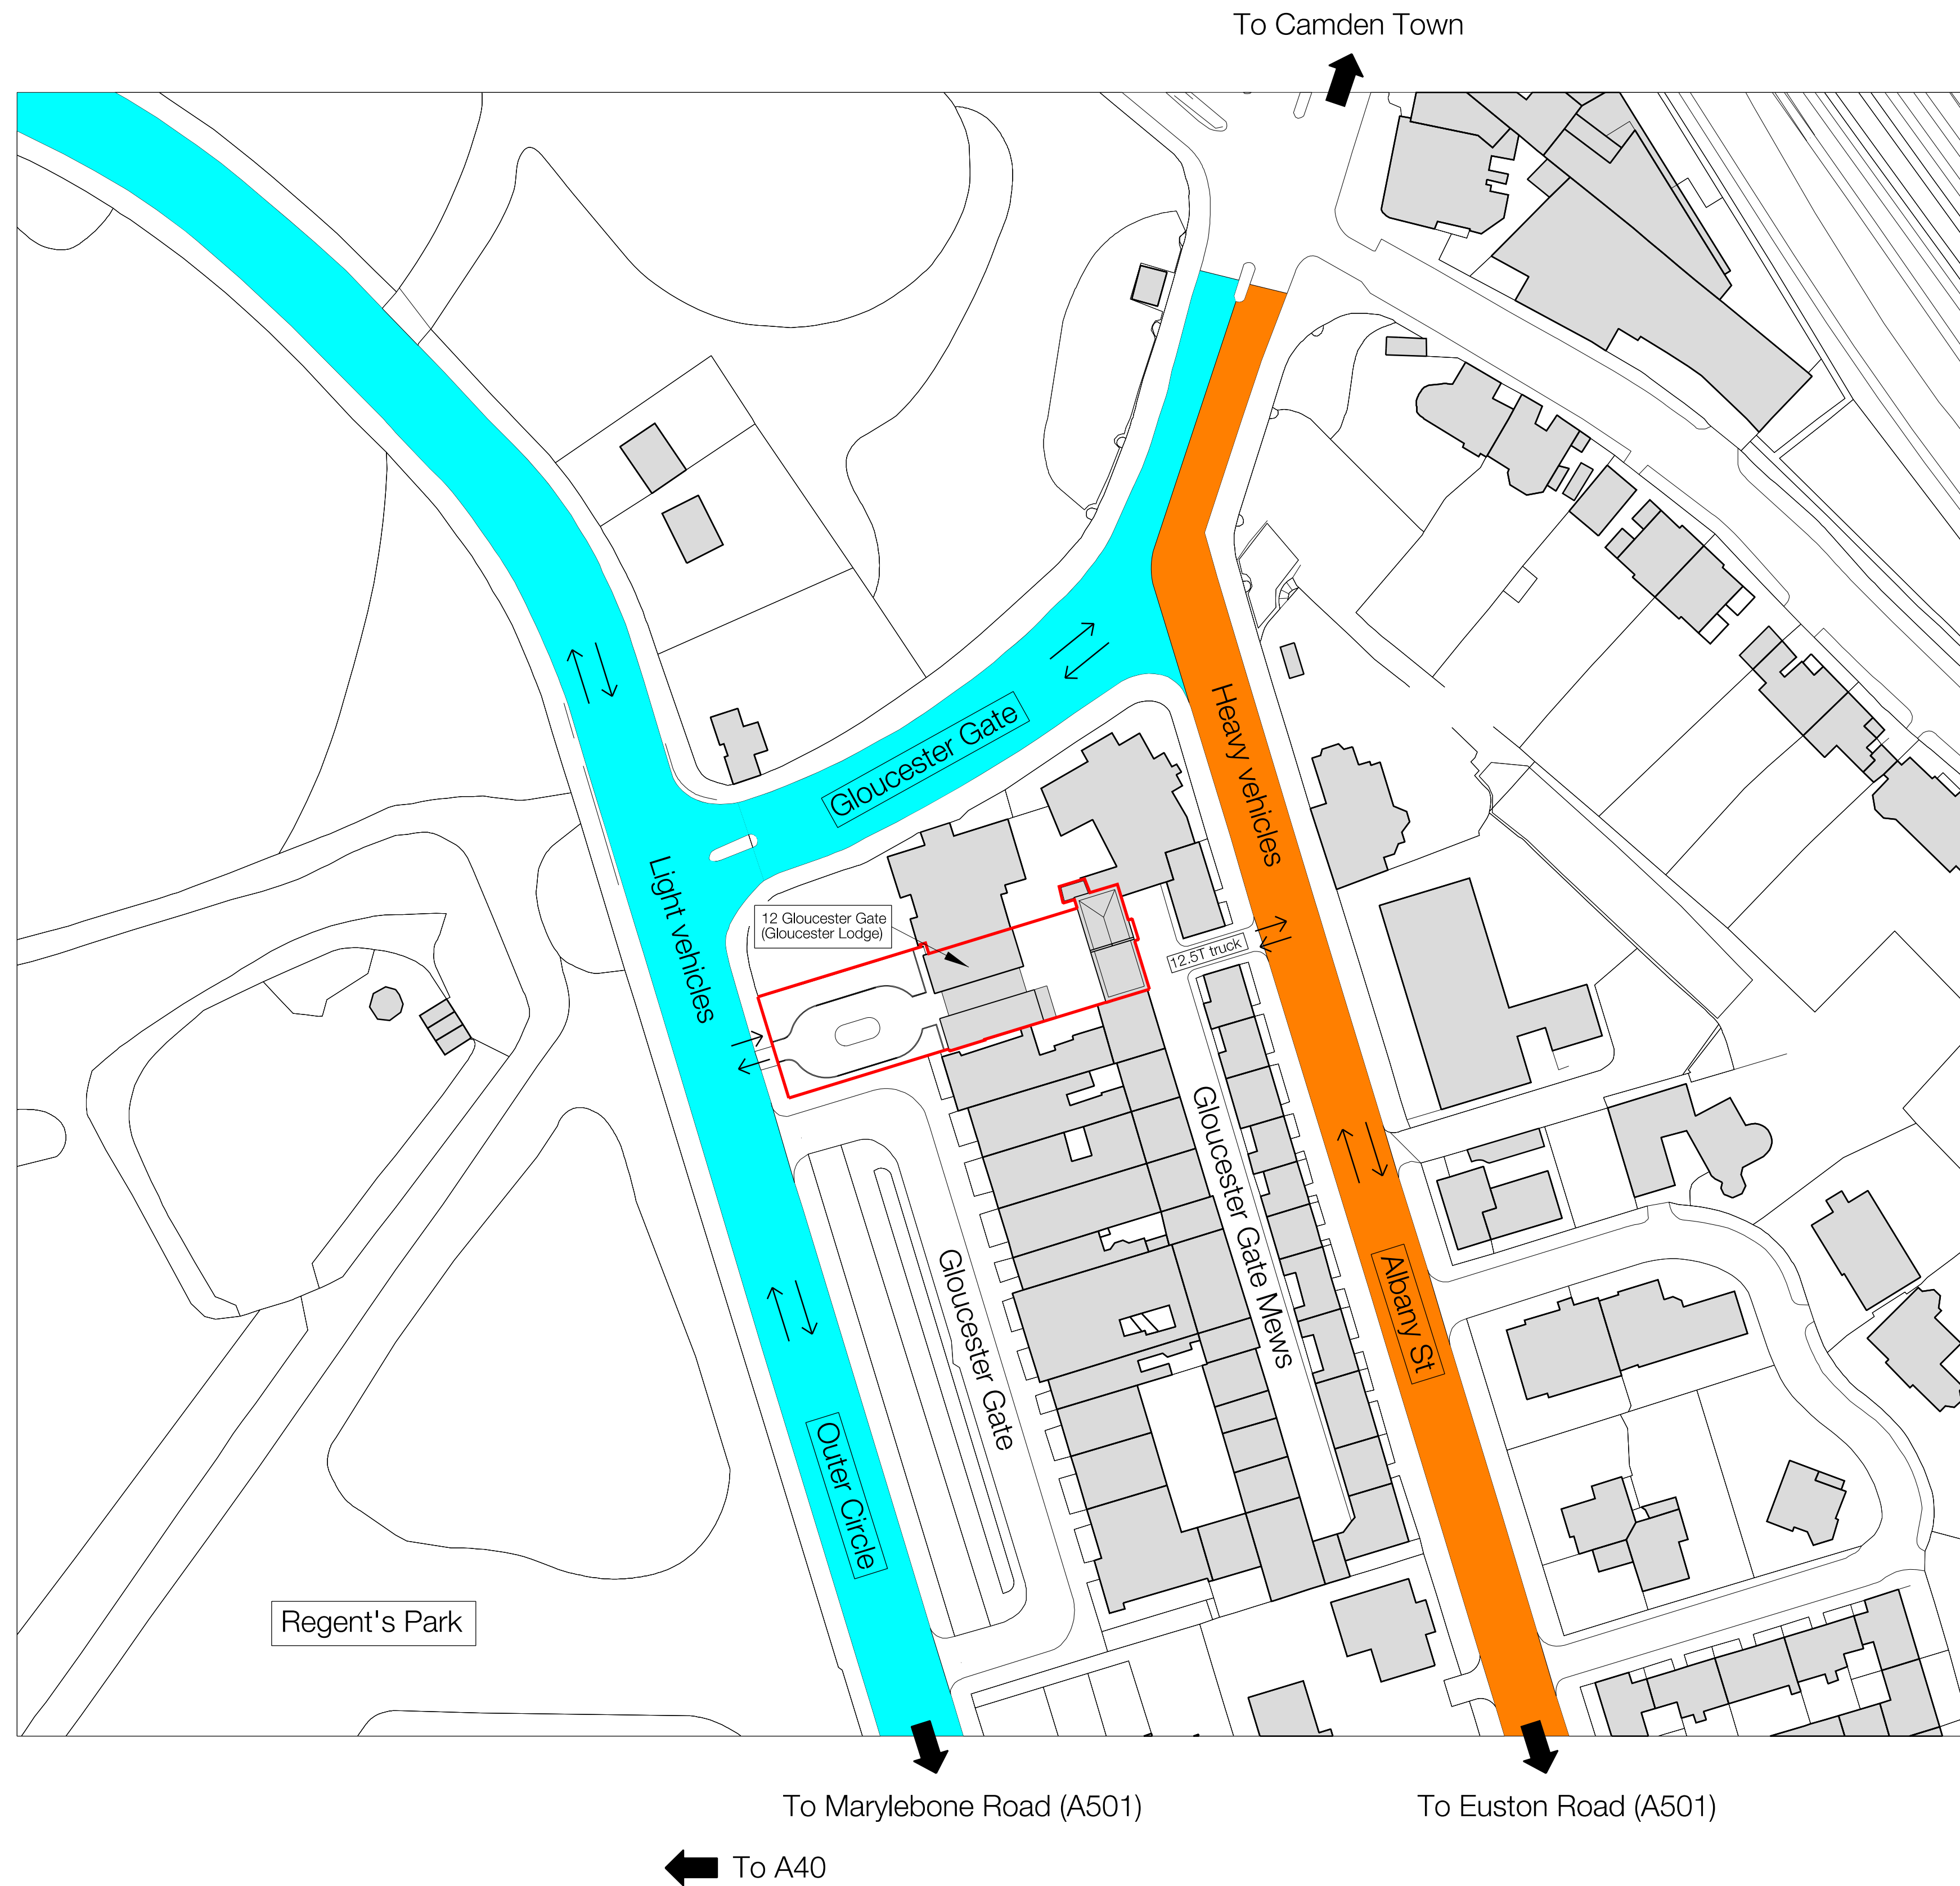 To Camden Town
Gloucester Gate
Heavy vehicles
Light vehicles
12 Gloucester Gate
(Gloucester Lodge)
12.5T truck
Gloucester Gate Mews
Gloucester Gate
Albany St
Outer Circle
Regent's Park
To Marylebone Road (A501)
To Euston Road (A501)
To A40